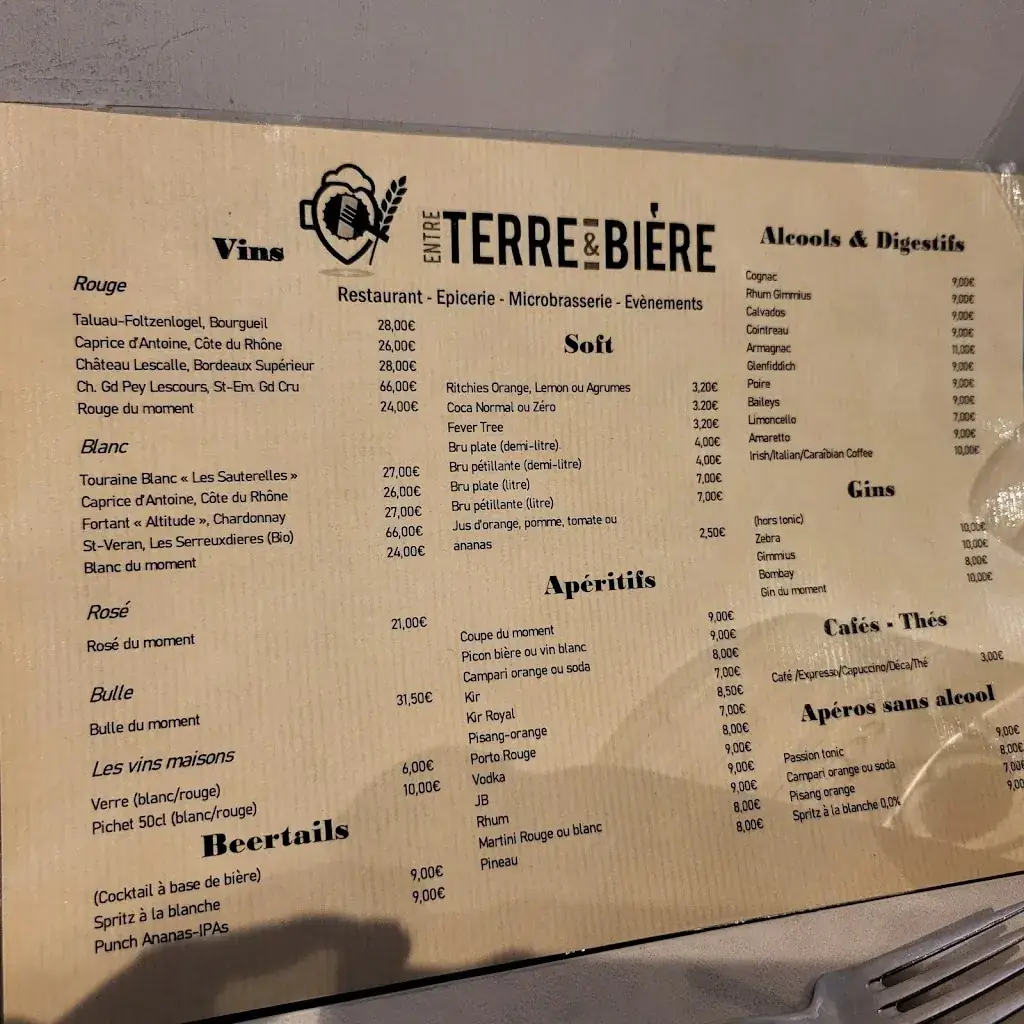 ENTRE TERRE & BIÈRE
Restaurant - Epicerie - Microbrasserie - Evènements
Vins
Rouge
Taluau-Foltzenlogel, Bourgueil 28,00€
Caprice d'Antoine, Côte du Rhône 26,00€
Château Lescalle, Bordeaux Supérieur 28,00€
Ch. Gd Pey Lescours, St-Em. Gd Cru 66,00€
Rouge du moment 24,00€
Blanc
Touraine Blanc « Les Sauterelles » 27,00€
Caprice d'Antoine, Côte du Rhône 26,00€
Fortant « Altitude », Chardonnay 27,00€
St-Veran, Les Serreuxdieres (Bio) 66,00€
Blanc du moment 24,00€
Rosé
Rosé du moment 21,00€
Bulle
Bulle du moment 31,50€
Les vins maisons
Verre (blanc/rouge) 6,00€
Pichet 50cl (blanc/rouge) 10,00€
Beertails
(Cocktail à base de bière)
Spritz à la blanche 9,00€
Punch Ananas-IPAs 9,00€
Soft
Ritchies Orange, Lemon ou Agrumes 3,20€
Coca Normal ou Zéro 3.20€
Fever Tree 3,20€
Bru plate (demi-litre) 4,00€
Bru pétillante (demi-litre) 4,00€
Bru plate (litre) 7,00€
Bru pétillante (litre) 7,00€
Jus d'orange, pomme, tomate ou
ananas 2,50€
Apéritifs
Coupe du moment 9,00€
Picon bière ou vin blanc 9,00€
Campari orange ou soda 8,00€
Kir 7,00€
Kir Royal 8,50€
Pisang-orange 7,00€
Porto Rouge 8,00€
Vodka 9,00€
JB 9,00€
Rhum 9,00€
Martini Rouge ou blanc 8,00€
Pineau 8,00€
Alcools & Digestifs
Cognac 9,00€
Rhum Gimmius 9,00€
Calvados 9,00€
Cointreau 9,00€
Armagnac 11,00€
Glenfiddich 9,00€
Poire 9,00€
Baileys 9,00€
Limoncello 7,00€
Amaretto 9,00€
Irish/Italian/Caraïbian Coffee 10,00€
Gins
(hors tonic)
Zebra 10,00€
Gimmius 10,00€
Bombay 8,00€
Gin du moment 10,00€
Cafés - Thés
Café /Expresso/Capuccino/Déca/Thé 3,00€
Apéros sans alcool
Passion tonic 9,00€
Campari orange ou soda 8,00€
Pisang orange 7,00€
Spritz à la blanche 0,0% 9,00